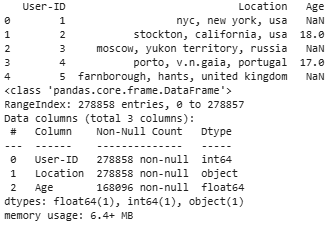 User-ID                            Location   Age
0        1                  nyc, new york, usa   NaN
1        2           stockton, california, usa  18.0
2        3     moscow, yukon territory, russia   NaN
3        4           porto, v.n.gaia, portugal  17.0
4        5  farnborough, hants, united kingdom   NaN
<class 'pandas.core.frame.DataFrame'>
RangeIndex: 278858 entries, 0 to 278857
Data columns (total 3 columns):
 #   Column    Non-Null Count   Dtype
---  ------    --------------   -----
 0   User-ID   278858 non-null  int64
 1   Location  278858 non-null  object
 2   Age       168096 non-null  float64
dtypes: float64(1), int64(1), object(1)
memory usage: 6.4+ MB